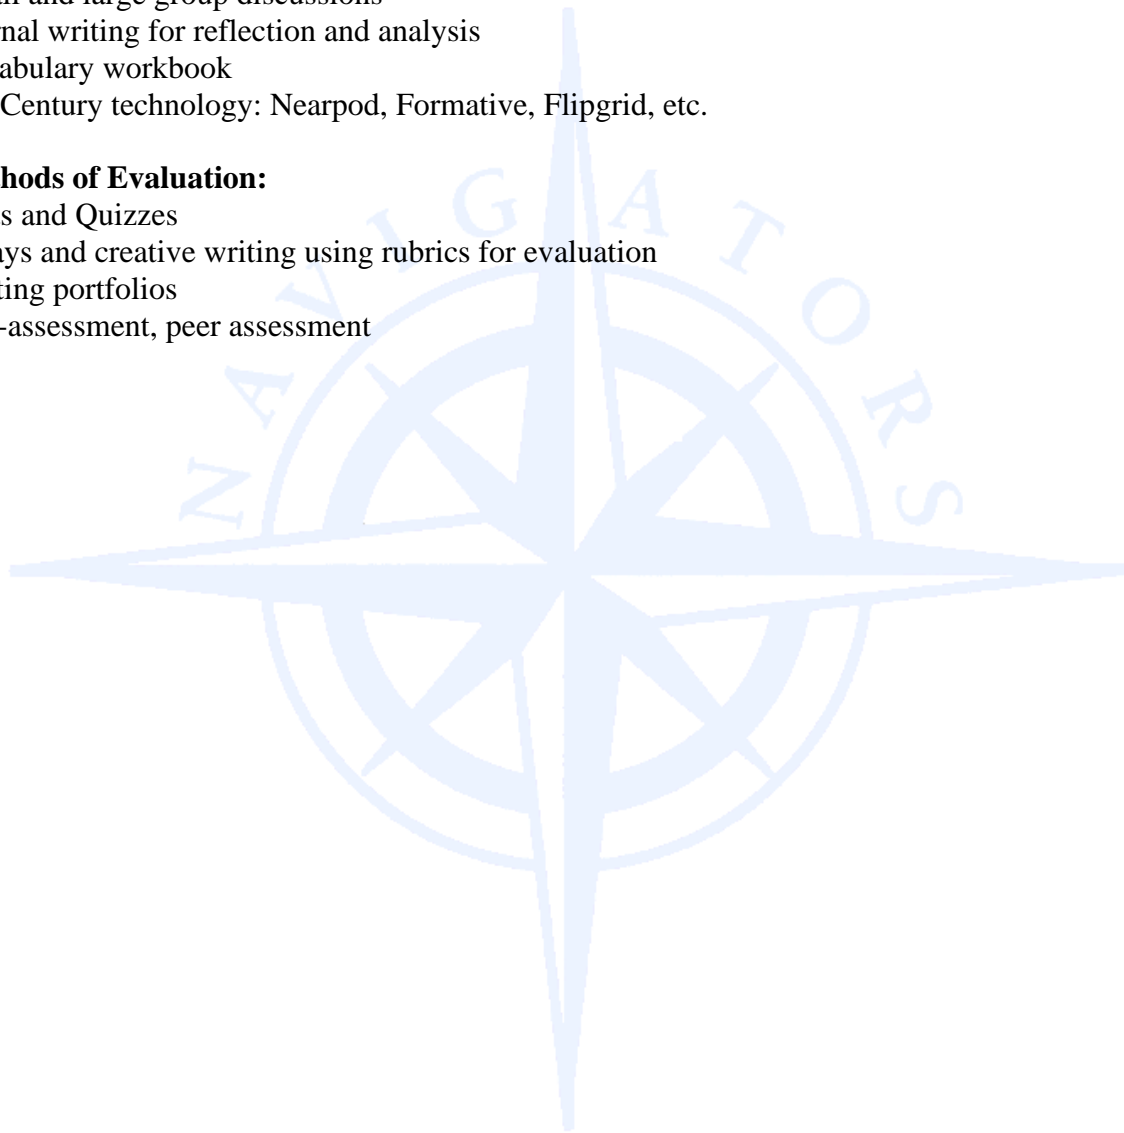 and large group discussions
writing for reflection and analysis
workbook
Century technology: Nearpod, Formative, Flipgrid, etc.
of Evaluation:
and Quizzes
and creative writing using rubrics for evaluation
portfolios
-assessment, peer assessment
NAVIGATORS